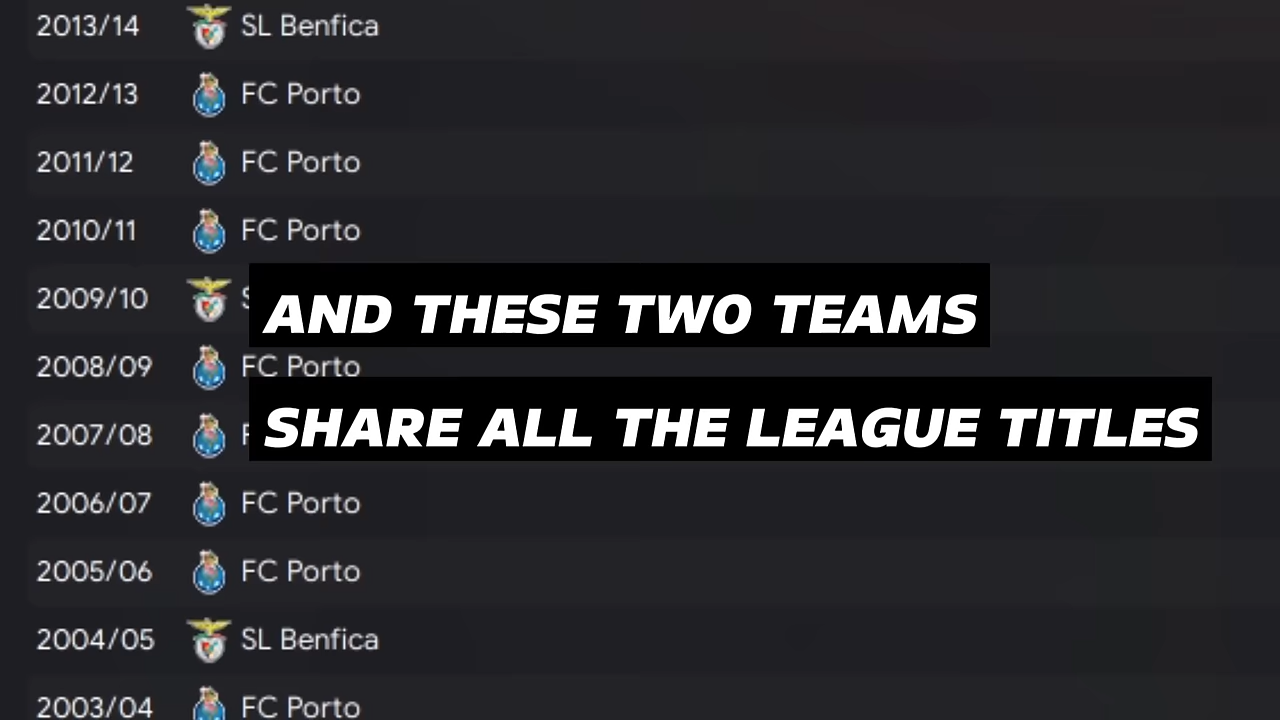 2013/14 SL Benfica
2012/13 FC Porto
2011/12 FC Porto
2010/11 FC Porto
2009/10
AND THESE TWO TEAMS
2008/09 FC Porto
2007/08
SHARE ALL THE LEAGUE TITLES
2006/07 FC Porto
2005/06 FC Porto
2004/05 SL Benfica
2003/04 FC Porto